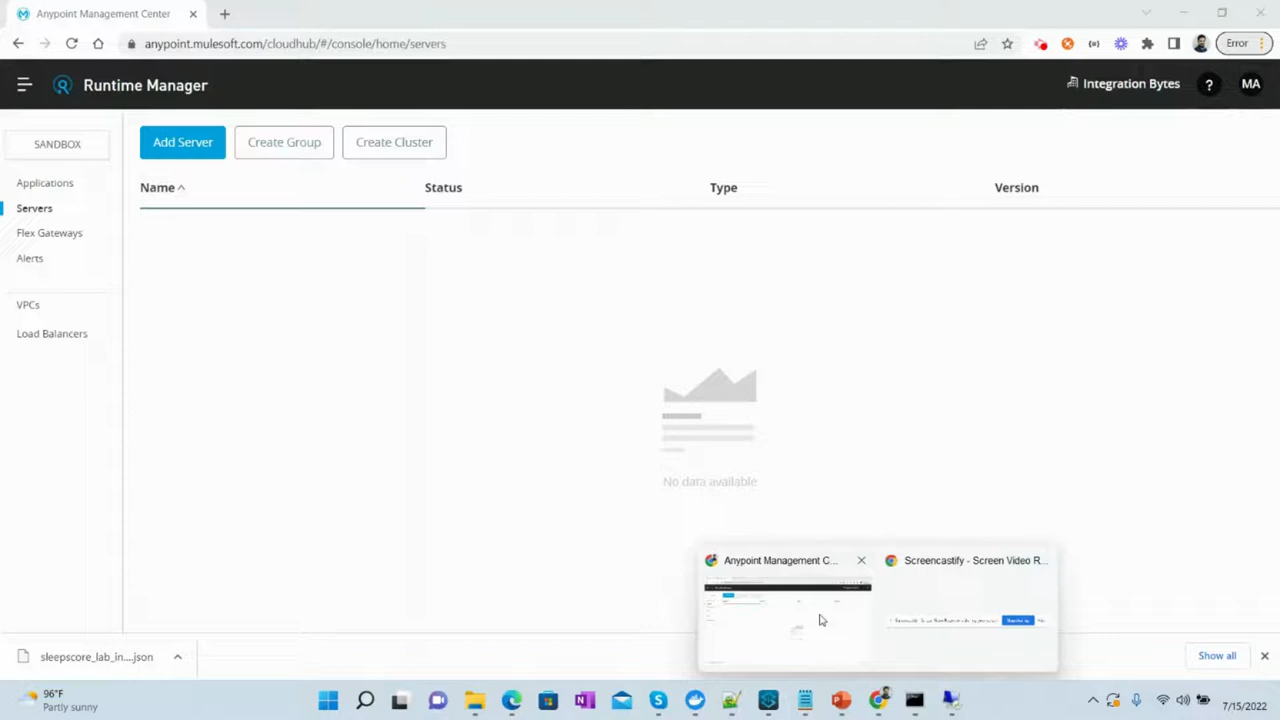 Anypoint Management Center
anypoint.mulesoft.com/cloudhub/#/console/home/servers
Error
Runtime Manager
Integration Bytes
?
MA
SANDBOX
Applications
Servers
Flex Gateways
Alerts
VPCs
Load Balancers
Add Server
Create Group
Create Cluster
Name
Status
Type
Version
No data available
Anypoint Management C...
Screencastify - Screen Video R...
sleepscore_lab_in....json
Show all
96°F
Partly sunny
7/15/2022